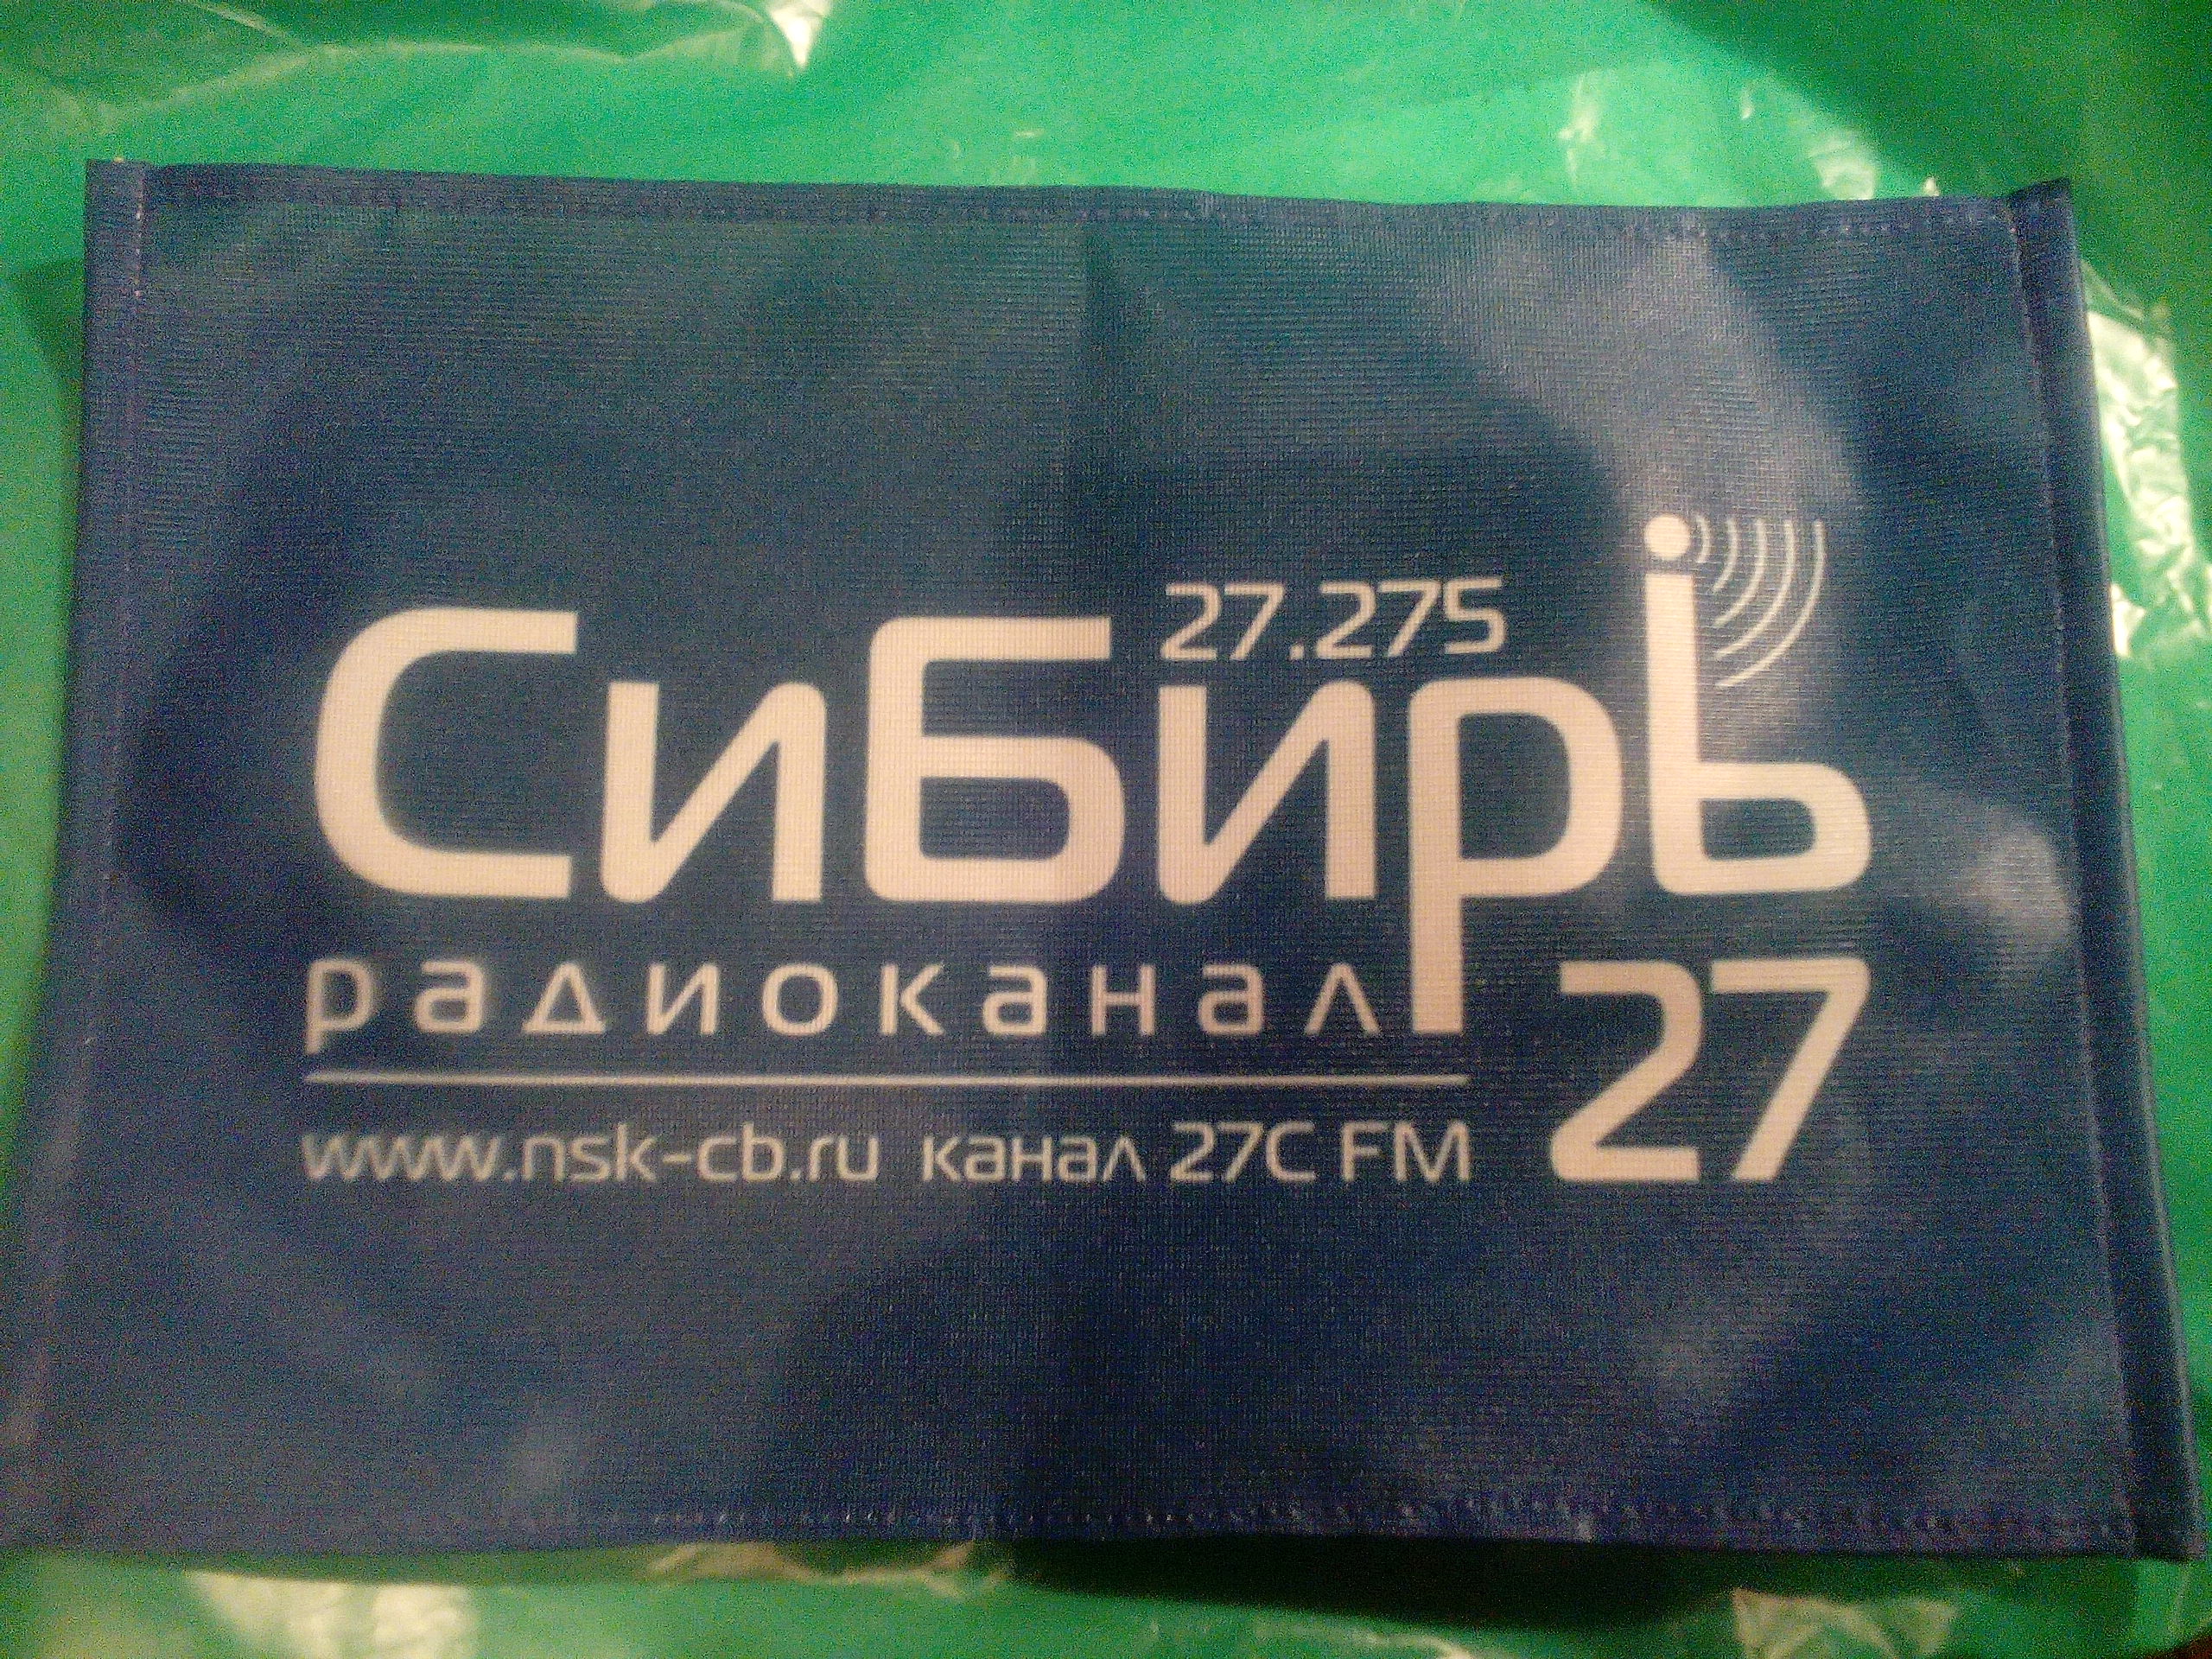 27.275
СиБирь
радиоканал
27
www.nsk-cb.ru канал 27С FM